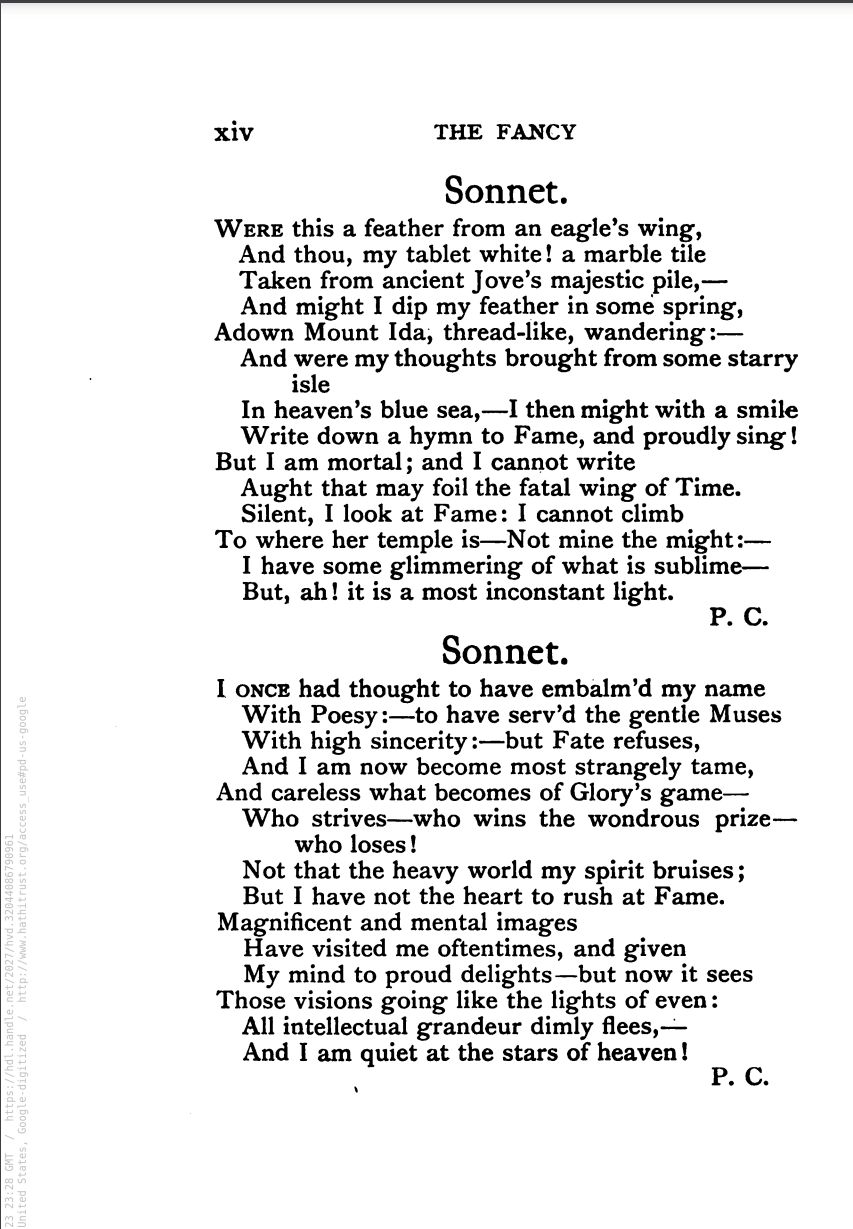 xiv THE FANCY
Sonnet.
WERE this a feather from an eagle's wing,
And thou, my tablet white! a marble tile
Taken from ancient Jove's majestic pile,—
And might I dip my feather in some spring,
Adown Mount Ida, thread-like, wandering:—
And were my thoughts brought from some starry
isle
In heaven's blue sea,—I then might with a smile
Write down a hymn to Fame, and proudly sing!
But I am mortal; and I cannot write
Aught that may foil the fatal wing of Time.
Silent, I look at Fame: I cannot climb
To where her temple is—Not mine the might:—
I have some glimmering of what is sublime—
But, ah! it is a most inconstant light.
P. C.
Sonnet.
I ONCE had thought to have embalm'd my name
With Poesy:—to have serv'd the gentle Muses
With high sincerity:—but Fate refuses,
And I am now become most strangely tame,
And careless what becomes of Glory's game—
Who strives—who wins the wondrous prize—
who loses!
Not that the heavy world my spirit bruises;
But I have not the heart to rush at Fame.
Magnificent and mental images
Have visited me oftentimes, and given
My mind to proud delights—but now it sees
Those visions going like the lights of even:
All intellectual grandeur dimly flees,—
And I am quiet at the stars of heaven!
P. C.
23 23:28 GMT / https://hdl.handle.net/2027/hvd.32044086790961
United States, Google-digitized / http://www.hathitrust.org/access_use#pd-us-google